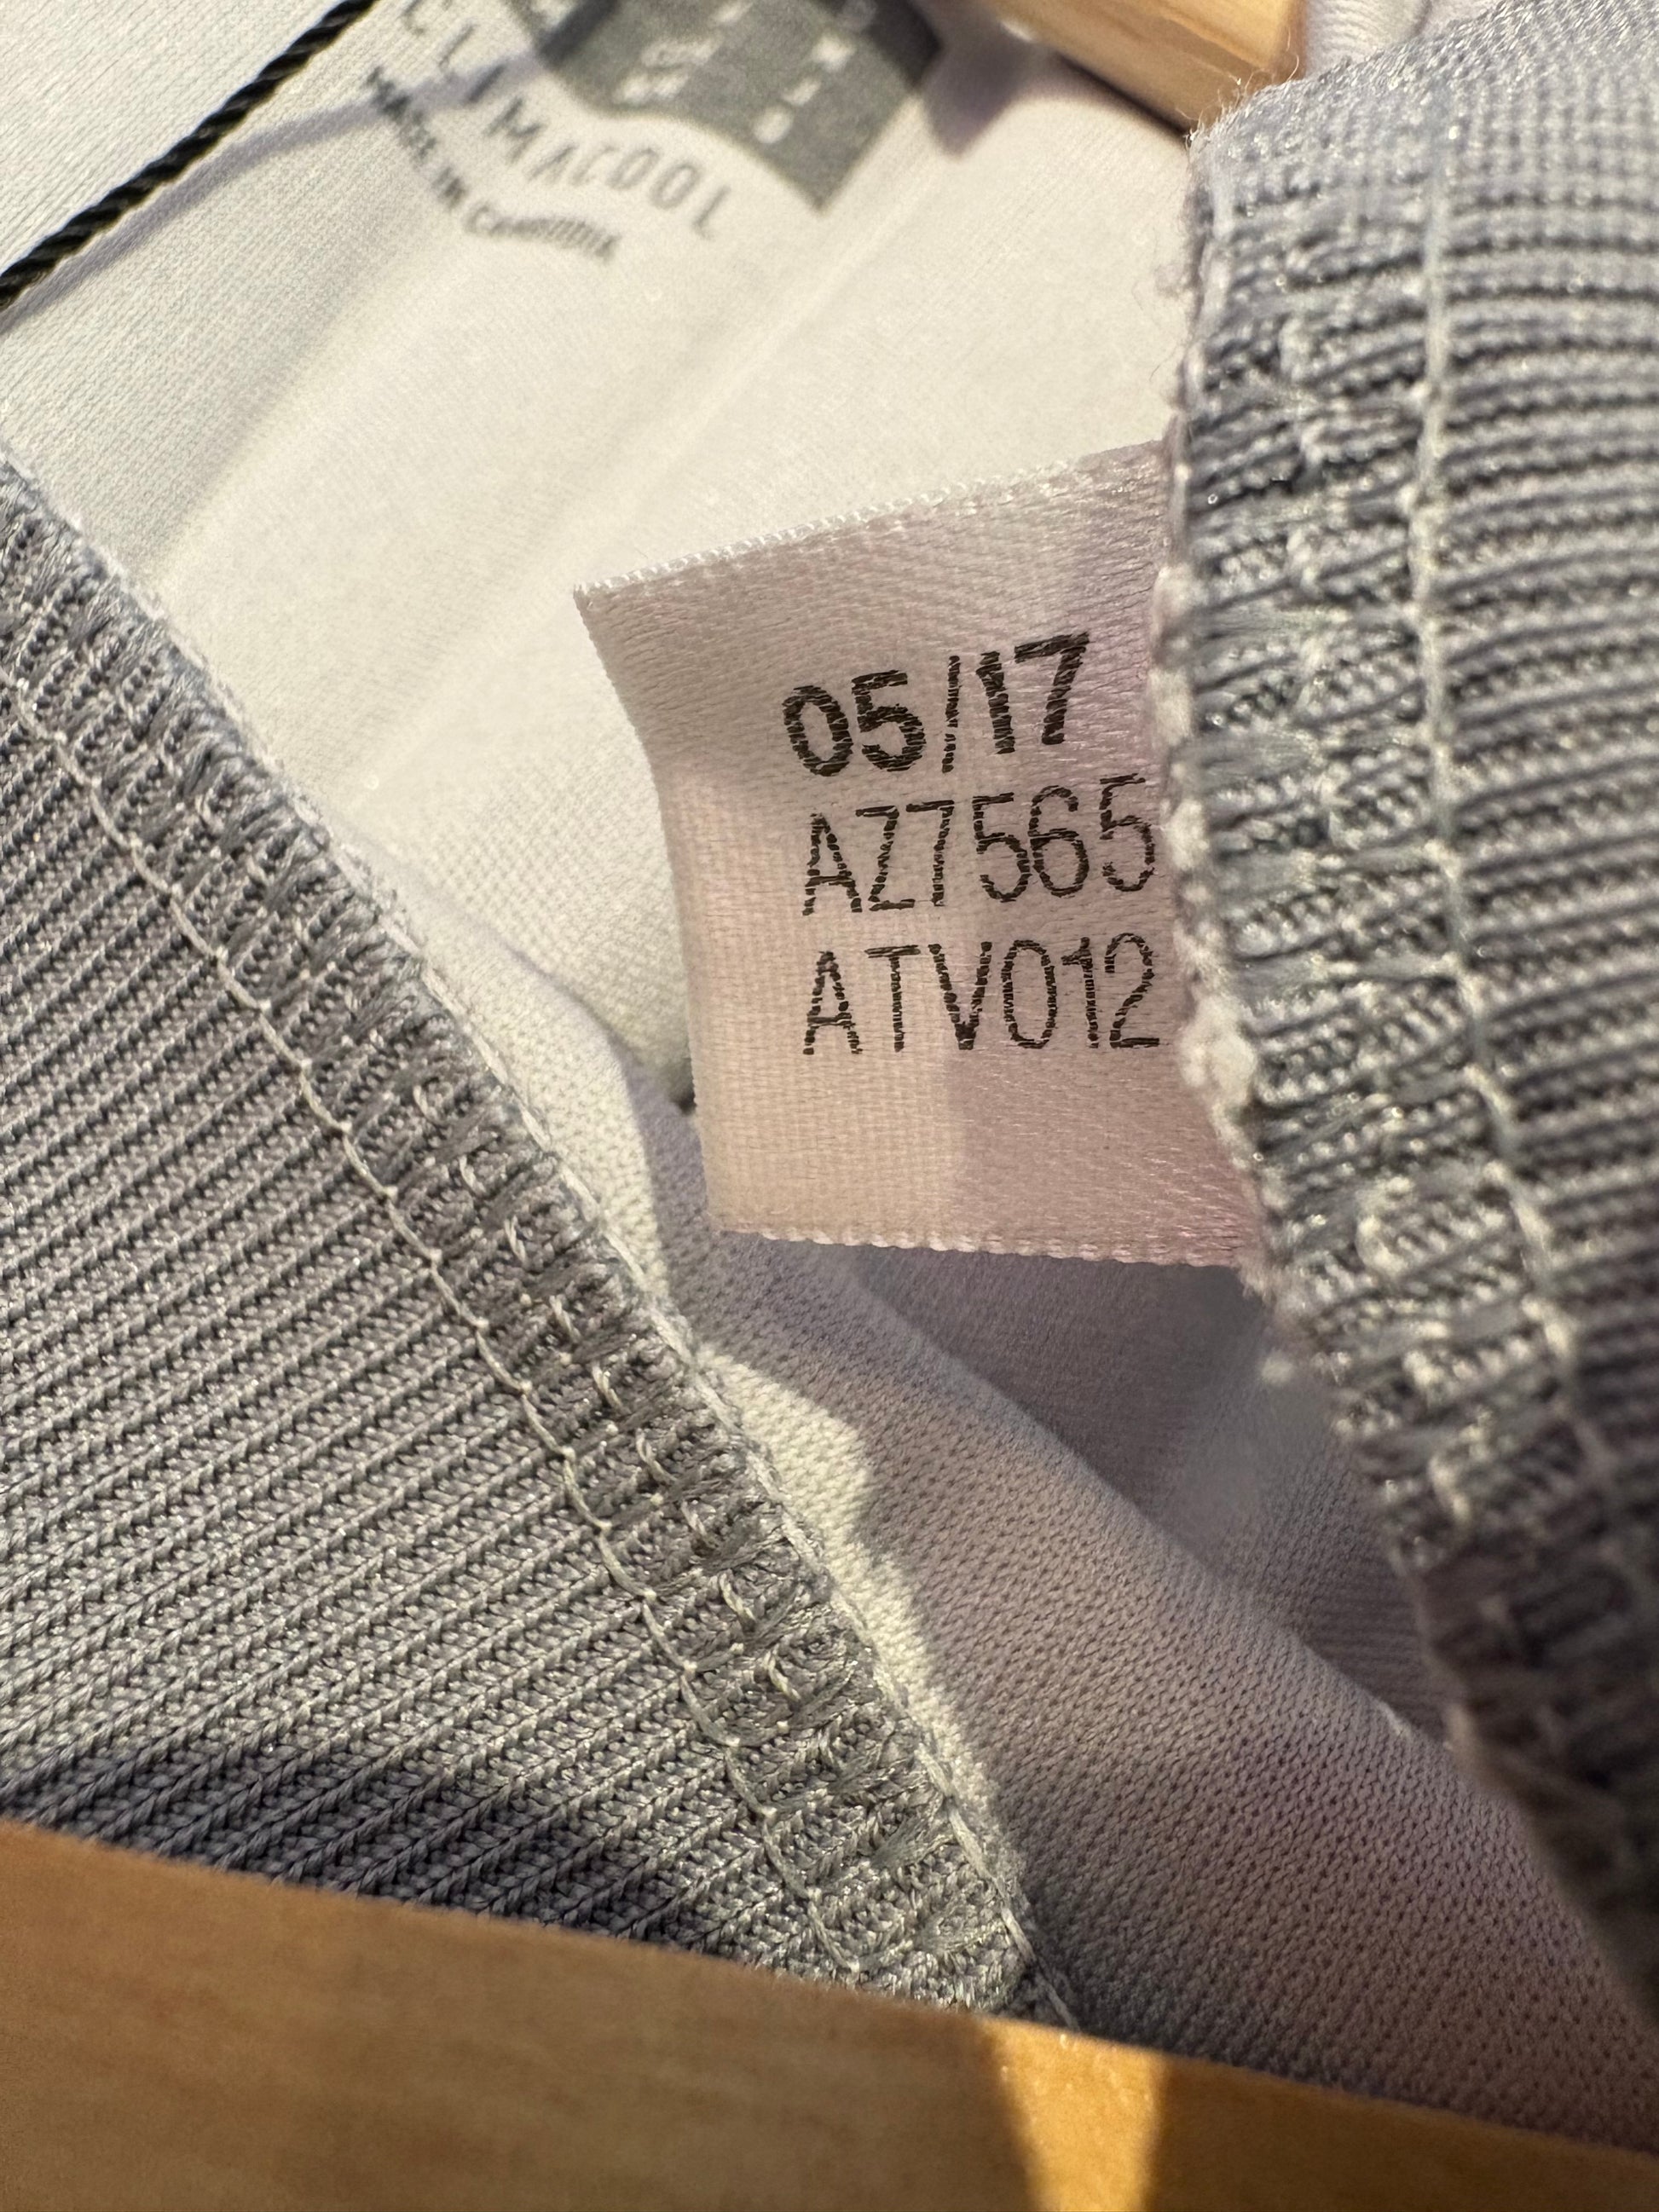 CLIMACOOL
MADE IN CAMBODIA
05/17
AZ7565
ATV012